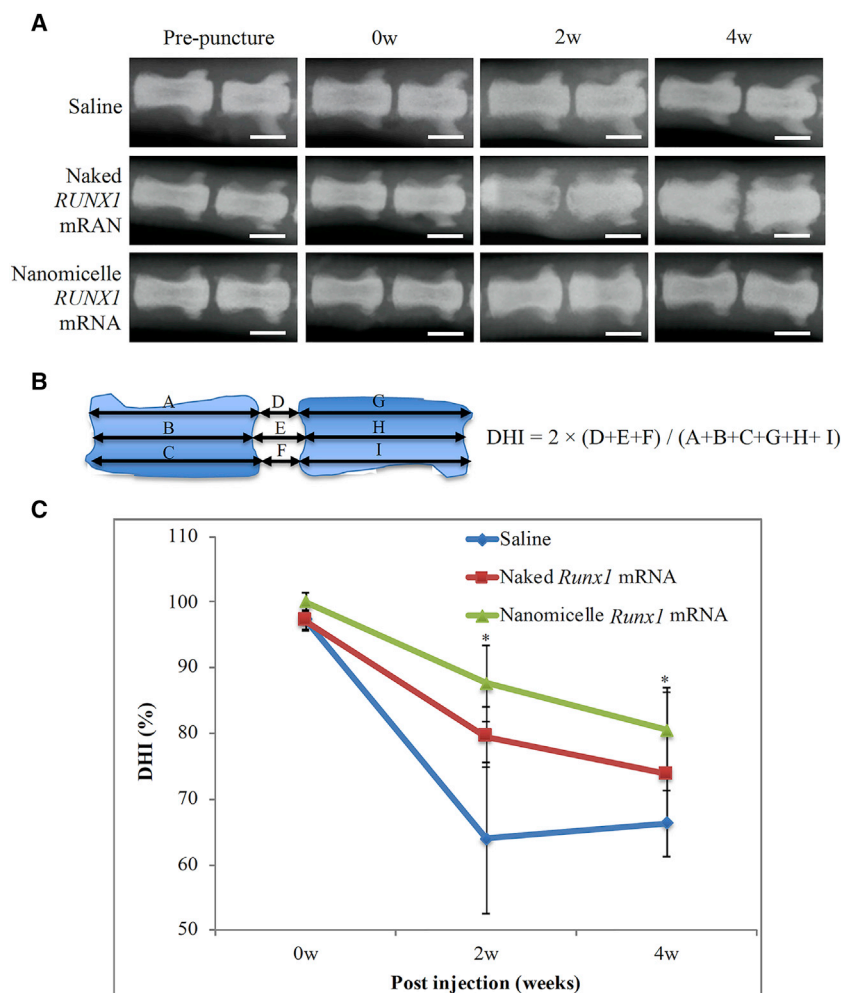 A
Pre-puncture 0w 2w 4w
Saline
Naked
RUNX1
mRAN
Nanomicelle
RUNX1
mRNA
B
A D G
B E H
C F I
DHI = 2 × (D+E+F) / (A+B+C+G+H+ I)
C
110
100
90
80
70
60
50
DHI (%)
Saline
Naked Runx1 mRNA
Nanomicelle Runx1 mRNA
*
*
0w 2w 4w
Post injection (weeks)